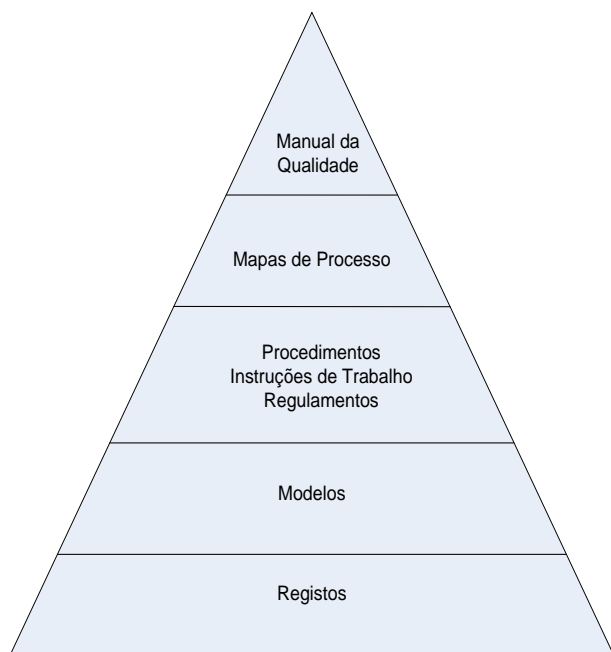 Manual da
Qualidade
Mapas de Processo
Procedimentos
Instruções de Trabalho
Regulamentos
Modelos
Registos